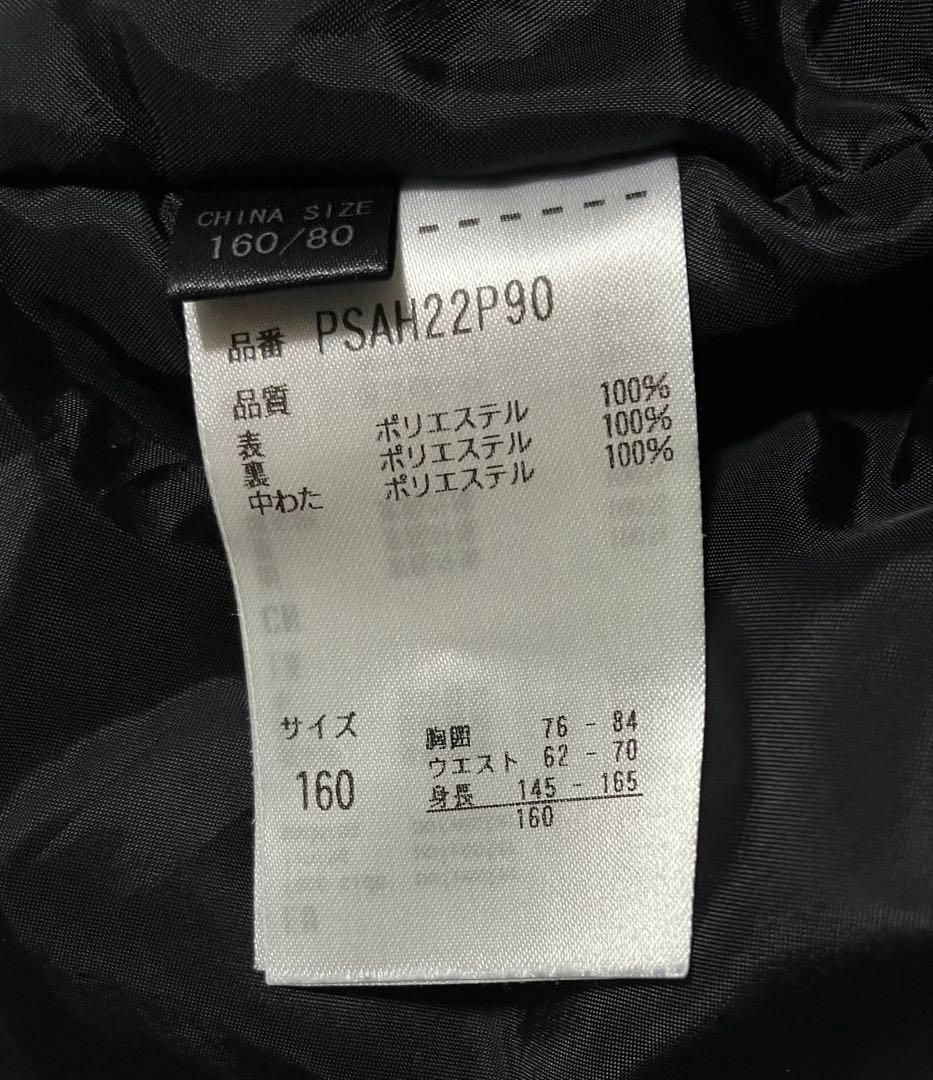 CHINA SIZE
160/80
------
品番 PSAH22P90
品質
表 ポリエステル 100%
裏 ポリエステル 100%
中わた ポリエステル 100%
サイズ
160
胸囲 76 - 84
ウエスト 62 - 70
身長 145 - 165
160